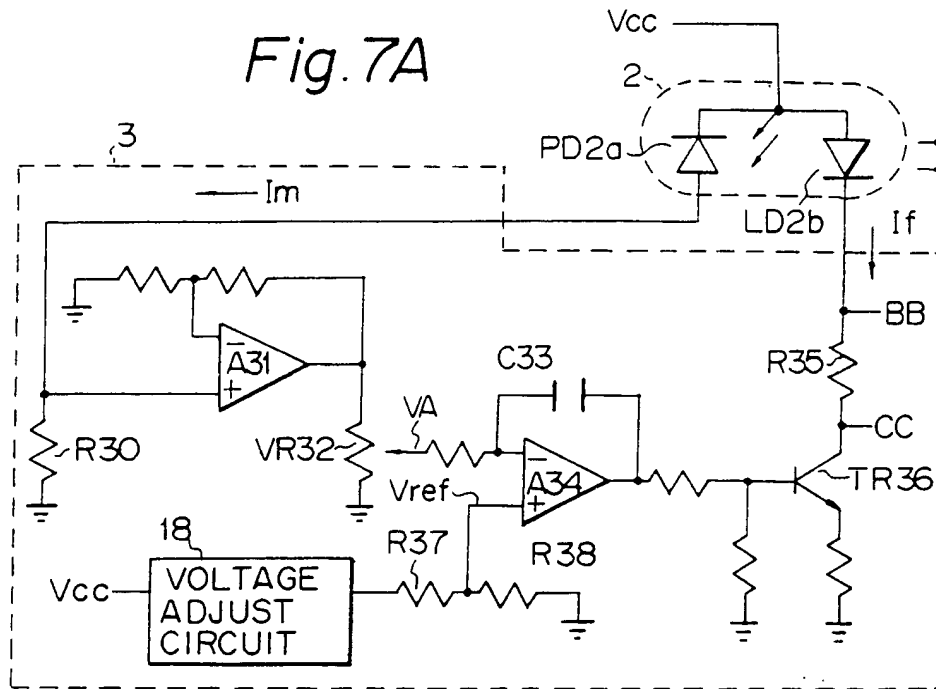 Fig. 7A
Vcc
2
3
PD2a
Im
LD2b
If
BB
A31
−
+
C33
R35
VA
CC
R30
VR32
−
A34
+
TR36
Vref
18
R37
R38
Vcc
VOLTAGE
ADJUST
CIRCUIT